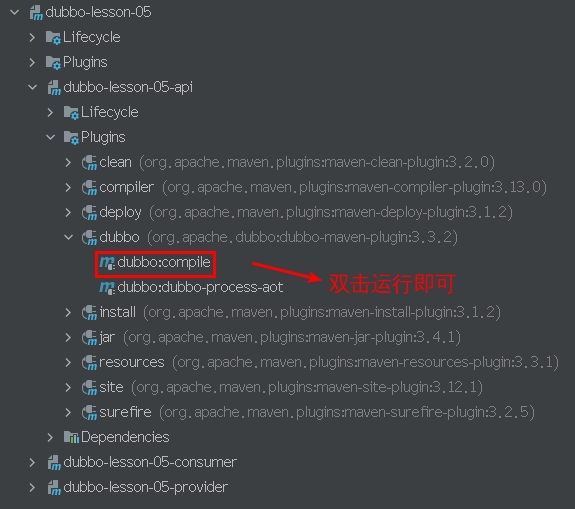 dubbo-lesson-05
Lifecycle
Plugins
dubbo-lesson-05-api
Lifecycle
Plugins
clean (org.apache.maven.plugins:maven-clean-plugin:3.2.0)
compiler (org.apache.maven.plugins:maven-compiler-plugin:3.13.0)
deploy (org.apache.maven.plugins:maven-deploy-plugin:3.1.2)
dubbo (org.apache.dubbo:dubbo-maven-plugin:3.3.2)
dubbo:compile
双击运行即可
dubbo:dubbo-process-aot
install (org.apache.maven.plugins:maven-install-plugin:3.1.2)
jar (org.apache.maven.plugins:maven-jar-plugin:3.4.1)
resources (org.apache.maven.plugins:maven-resources-plugin:3.3.1)
site (org.apache.maven.plugins:maven-site-plugin:3.12.1)
surefire (org.apache.maven.plugins:maven-surefire-plugin:3.2.5)
Dependencies
dubbo-lesson-05-consumer
dubbo-lesson-05-provider